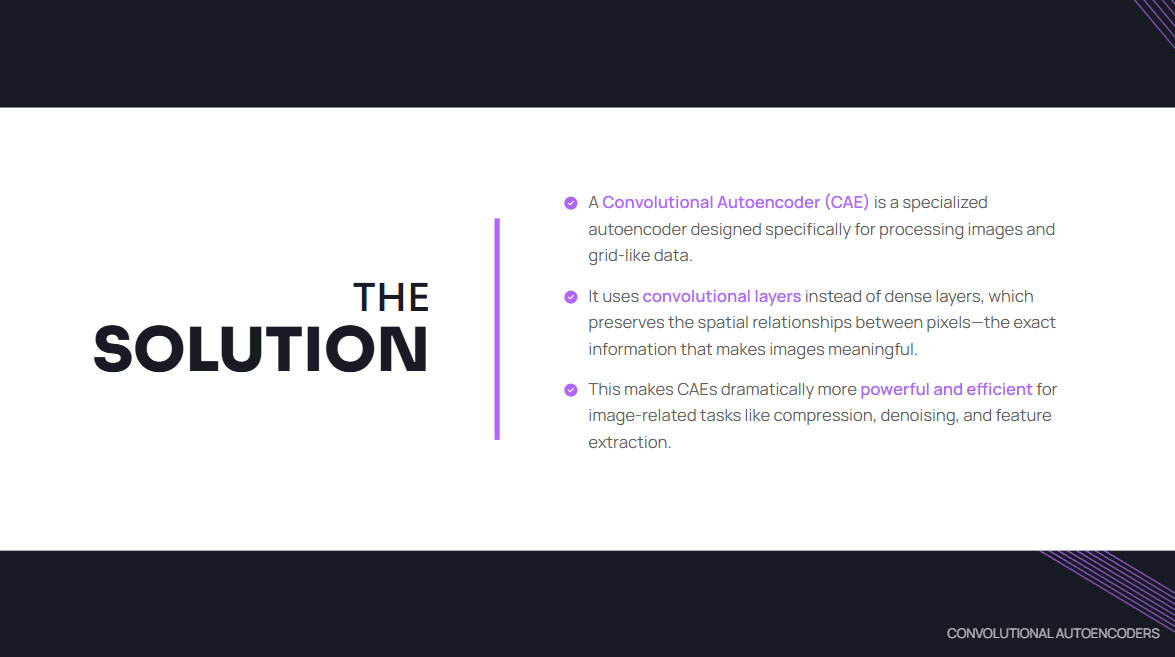 THE
SOLUTION
A Convolutional Autoencoder (CAE) is a specialized
autoencoder designed specifically for processing images and
grid-like data.
It uses convolutional layers instead of dense layers, which
preserves the spatial relationships between pixels—the exact
information that makes images meaningful.
This makes CAEs dramatically more powerful and efficient for
image-related tasks like compression, denoising, and feature
extraction.
CONVOLUTIONAL AUTOENCODERS